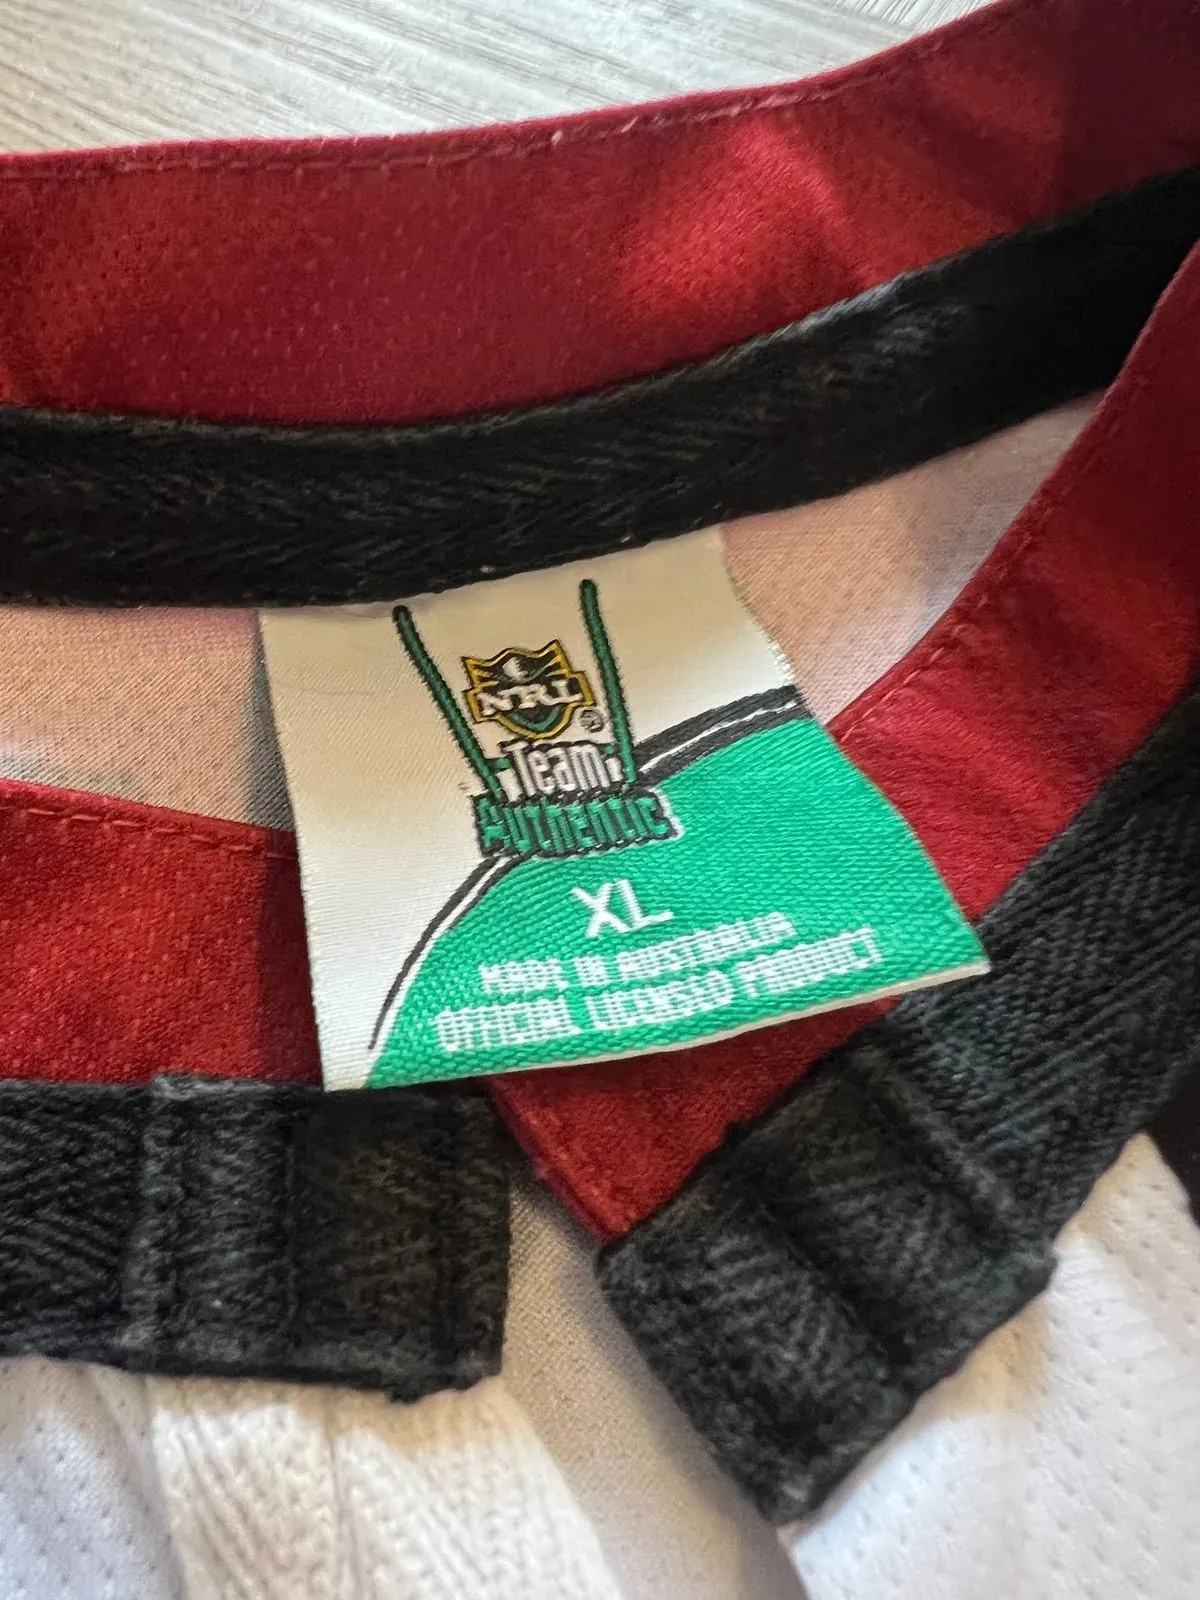 NRL
Team
Authentic
XL
MADE IN AUSTRALIA
OFFICIAL LICENSED PRODUCT